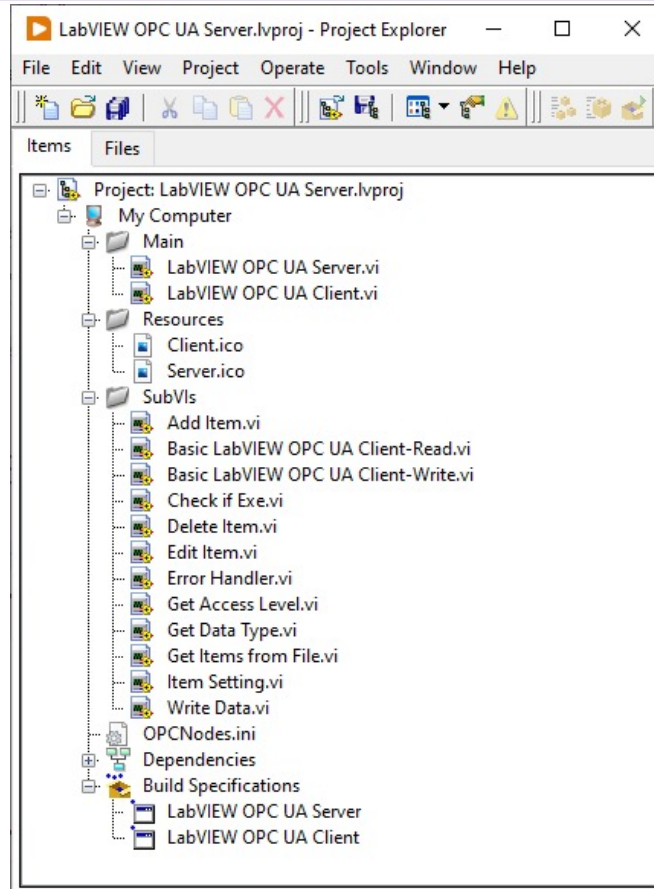 LabVIEW OPC UA Server.lvproj - Project Explorer
File Edit View Project Operate Tools Window Help
Items Files
Project: LabVIEW OPC UA Server.lvproj
My Computer
Main
LabVIEW OPC UA Server.vi
LabVIEW OPC UA Client.vi
Resources
Client.ico
Server.ico
SubVIs
Add Item.vi
Basic LabVIEW OPC UA Client-Read.vi
Basic LabVIEW OPC UA Client-Write.vi
Check if Exe.vi
Delete Item.vi
Edit Item.vi
Error Handler.vi
Get Access Level.vi
Get Data Type.vi
Get Items from File.vi
Item Setting.vi
Write Data.vi
OPCNodes.ini
Dependencies
Build Specifications
LabVIEW OPC UA Server
LabVIEW OPC UA Client